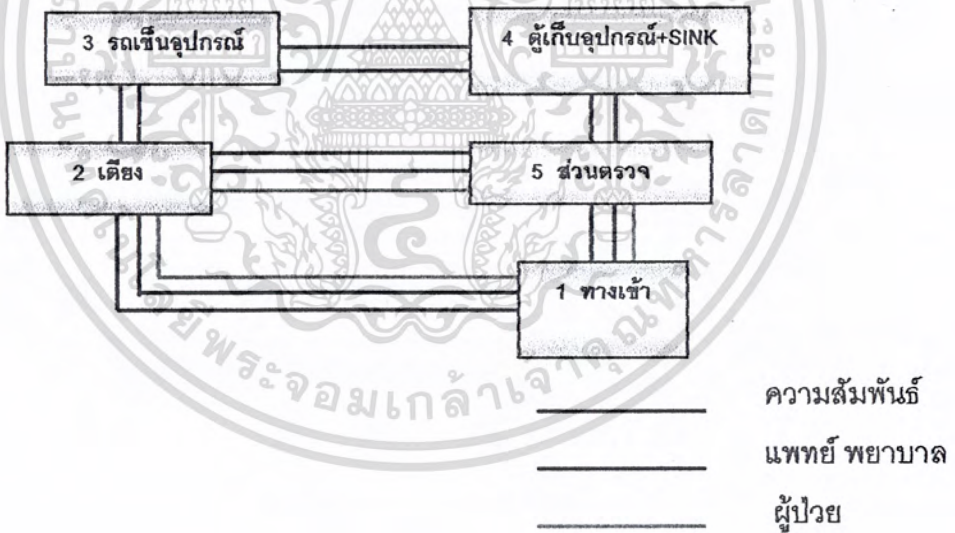 3 รถเข็นอุปกรณ์
4 ตู้เก็บอุปกรณ์+SINK
2 เตียง
5 ส่วนตรวจ
1 ทางเข้า
ความสัมพันธ์
แพทย์ พยาบาล
ผู้ป่วย